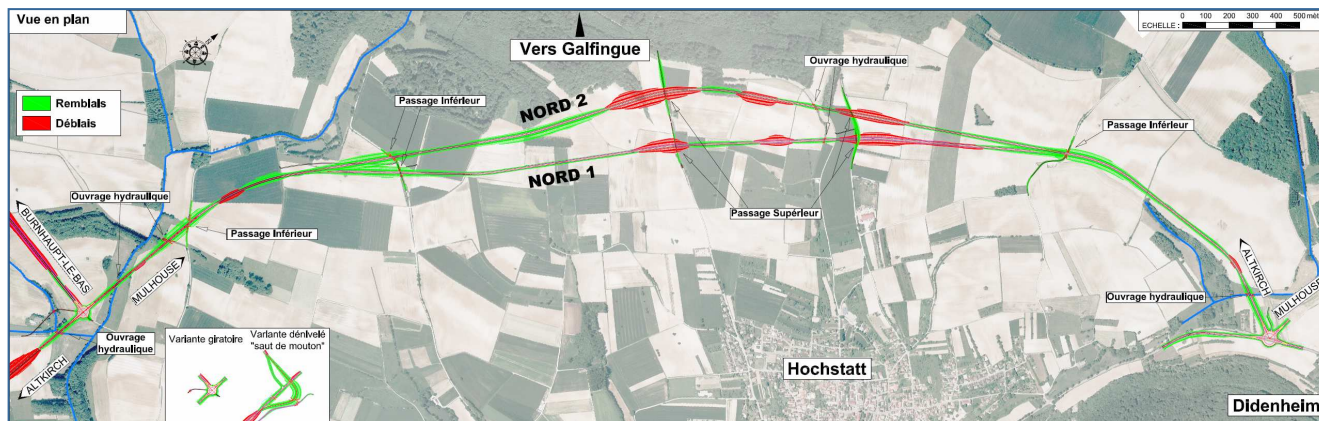 Vue en plan
Vers Galfingue
0 100 200 300 400 500 mèt
ECHELLE :
Remblais
Déblais
Passage Inférieur
NORD 2
Ouvrage hydraulique
Passage Inférieur
NORD 1
Ouvrage hydraulique
Passage Supérieur
Passage Inférieur
BURNHAUPT-LE-BAS
MULHOUSE
ALTKIRCH
MULHOUSE
Ouvrage hydraulique
Ouvrage
hydraulique
ALTKIRCH
Variante giratoire
Variante dénivelé
"saut de mouton"
Hochstatt
Didenheim